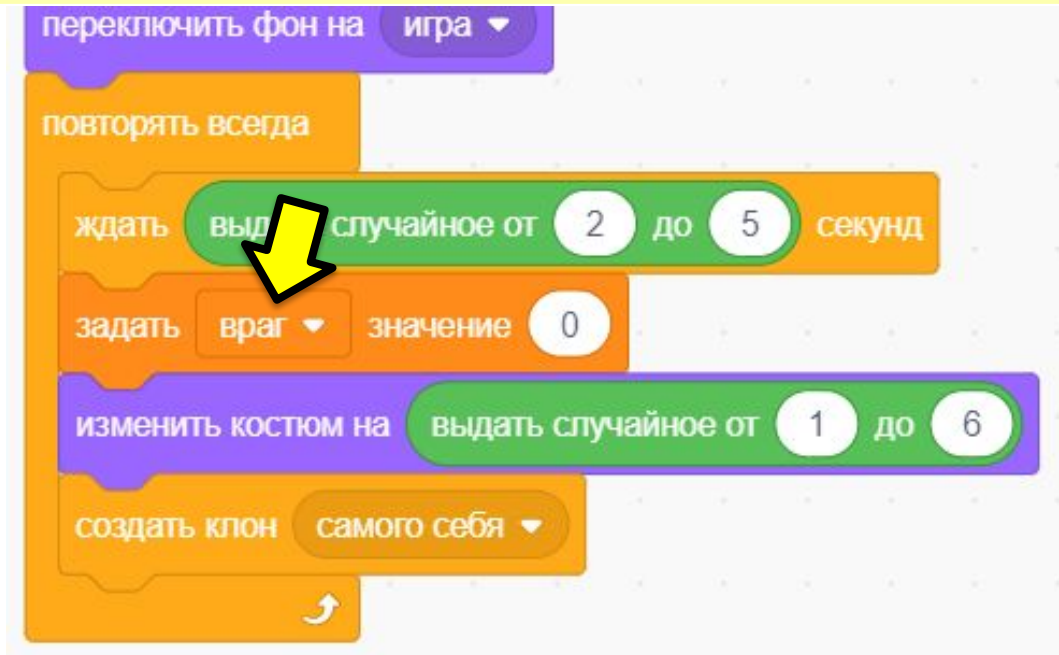 переключить фон на игра
повторять всегда
ждать выд случайное от 2 до 5 секунд
задать враг значение 0
изменить костюм на выдать случайное от 1 до 6
создать клон самого себя